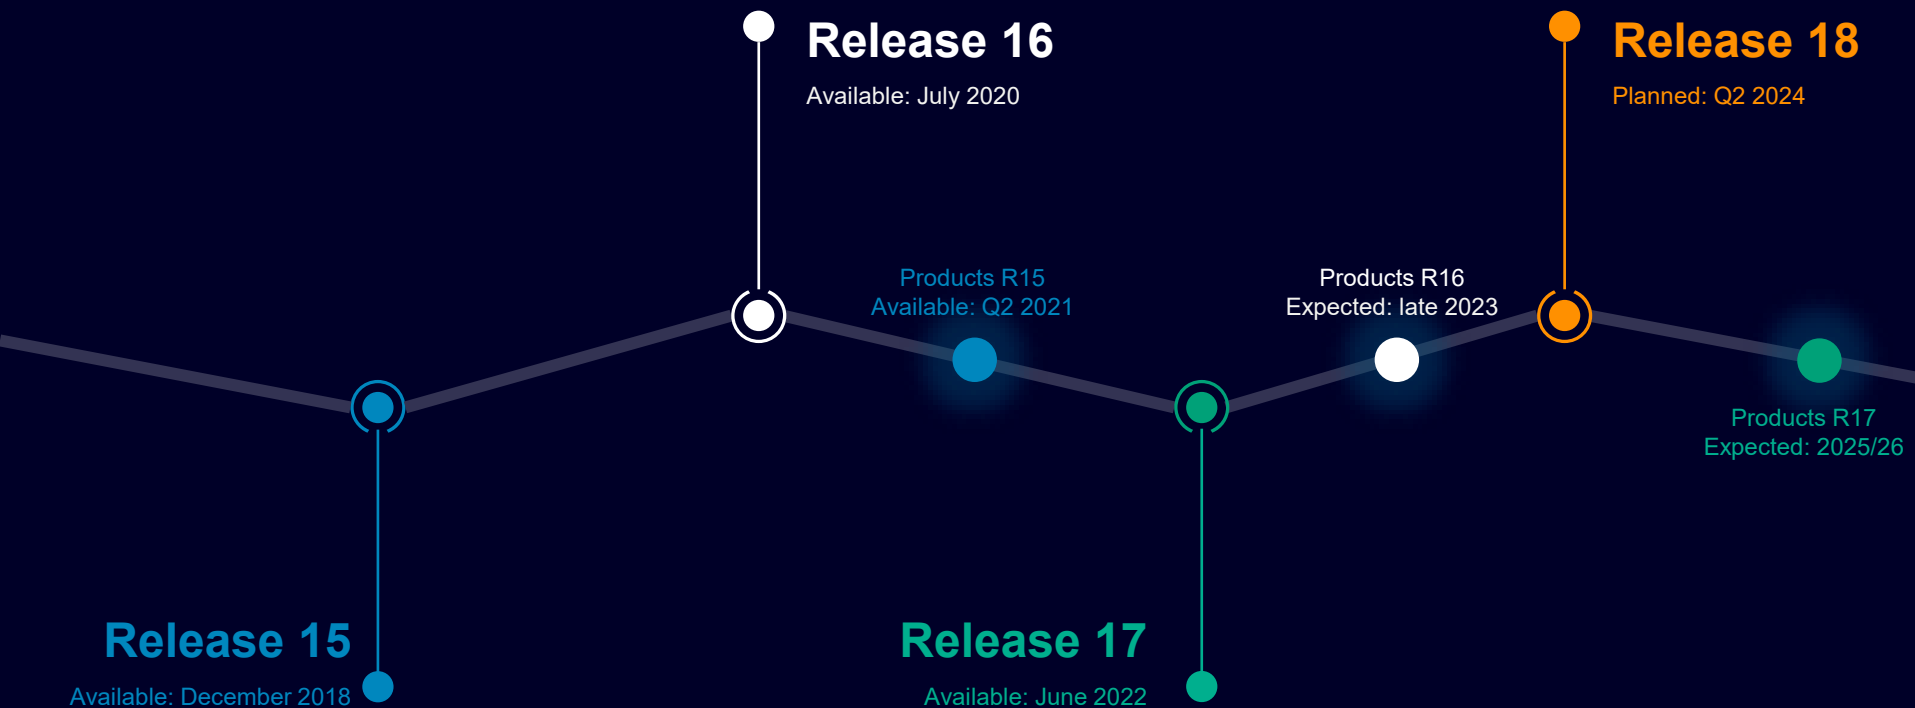 Release 16
Available: July 2020
Release 18
Planned: Q2 2024
Products R15
Available: Q2 2021
Products R16
Expected: late 2023
Products R17
Expected: 2025/26
Release 15
Available: December 2018
Release 17
Available: June 2022